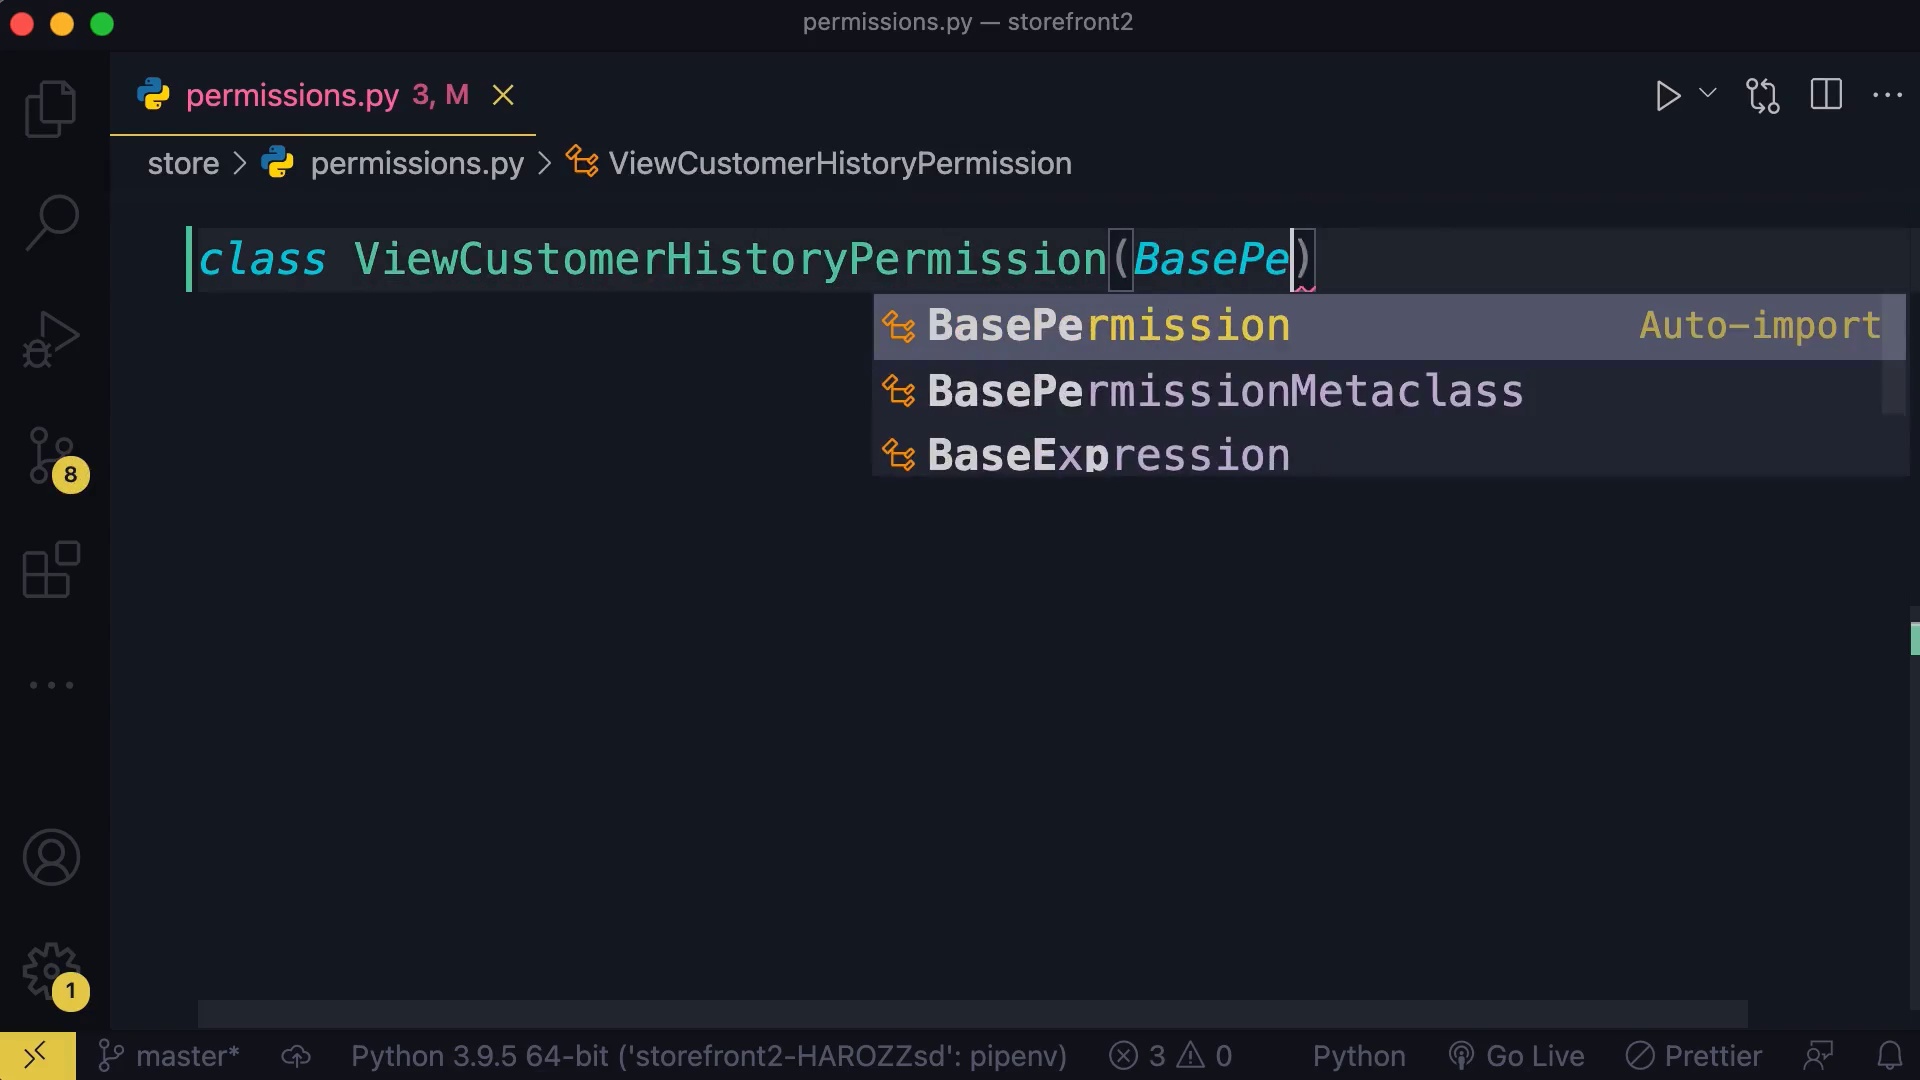 permissions.py — storefront2
permissions.py 3, M
store > permissions.py > ViewCustomerHistoryPermission
class ViewCustomerHistoryPermission(BasePe)
BasePermission Auto-import
BasePermissionMetaclass
BaseExpression
8
1
master* Python 3.9.5 64-bit ('storefront2-HAROZZsd': pipenv) 3 0 Python Go Live Prettier